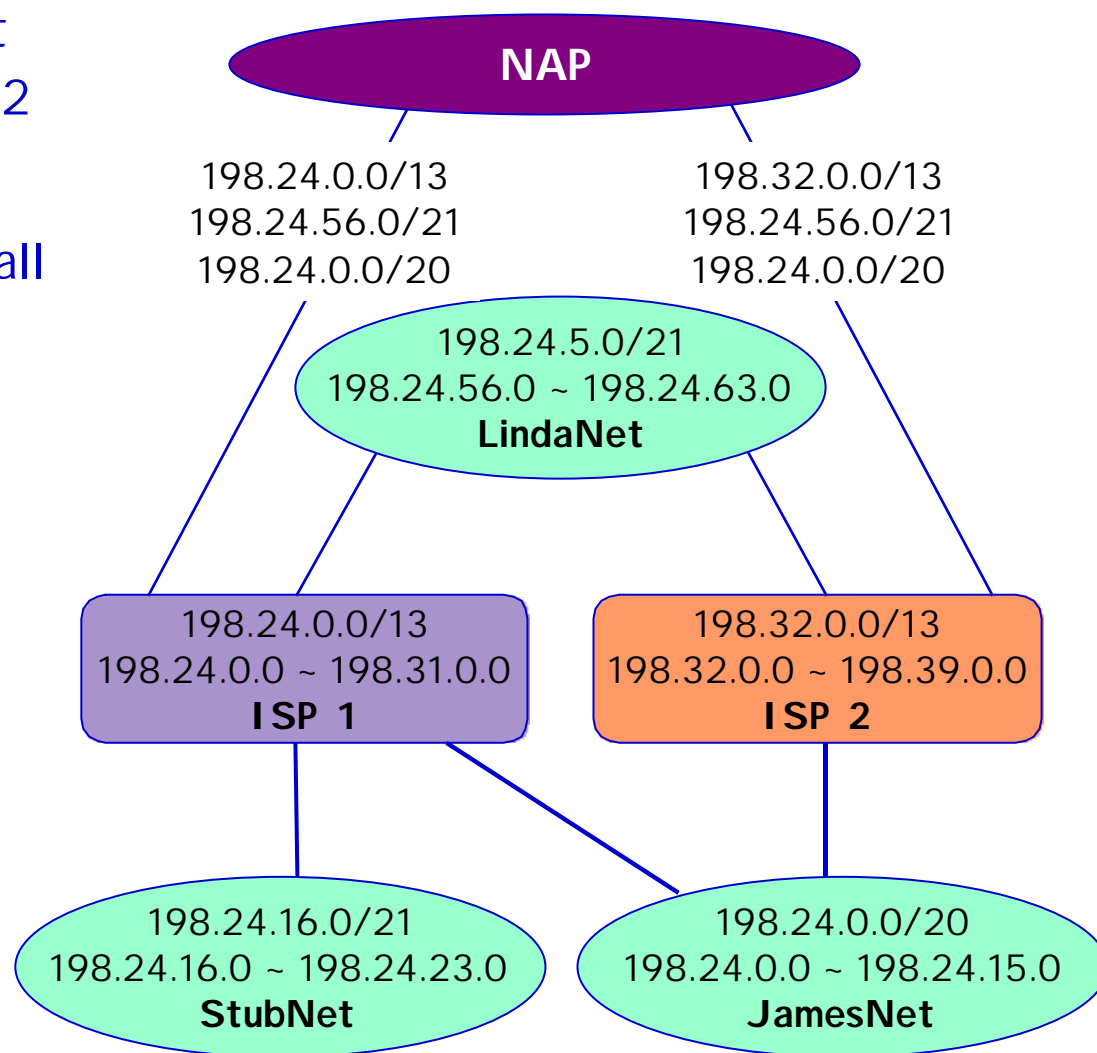 t
2
all
NAP
198.24.0.0/13
198.24.56.0/21
198.24.0.0/20
198.32.0.0/13
198.24.56.0/21
198.24.0.0/20
198.24.5.0/21
198.24.56.0 ~ 198.24.63.0
LindaNet
198.24.0.0/13
198.24.0.0 ~ 198.31.0.0
ISP 1
198.32.0.0/13
198.32.0.0 ~ 198.39.0.0
ISP 2
198.24.16.0/21
198.24.16.0 ~ 198.24.23.0
StubNet
198.24.0.0/20
198.24.0.0 ~ 198.24.15.0
JamesNet